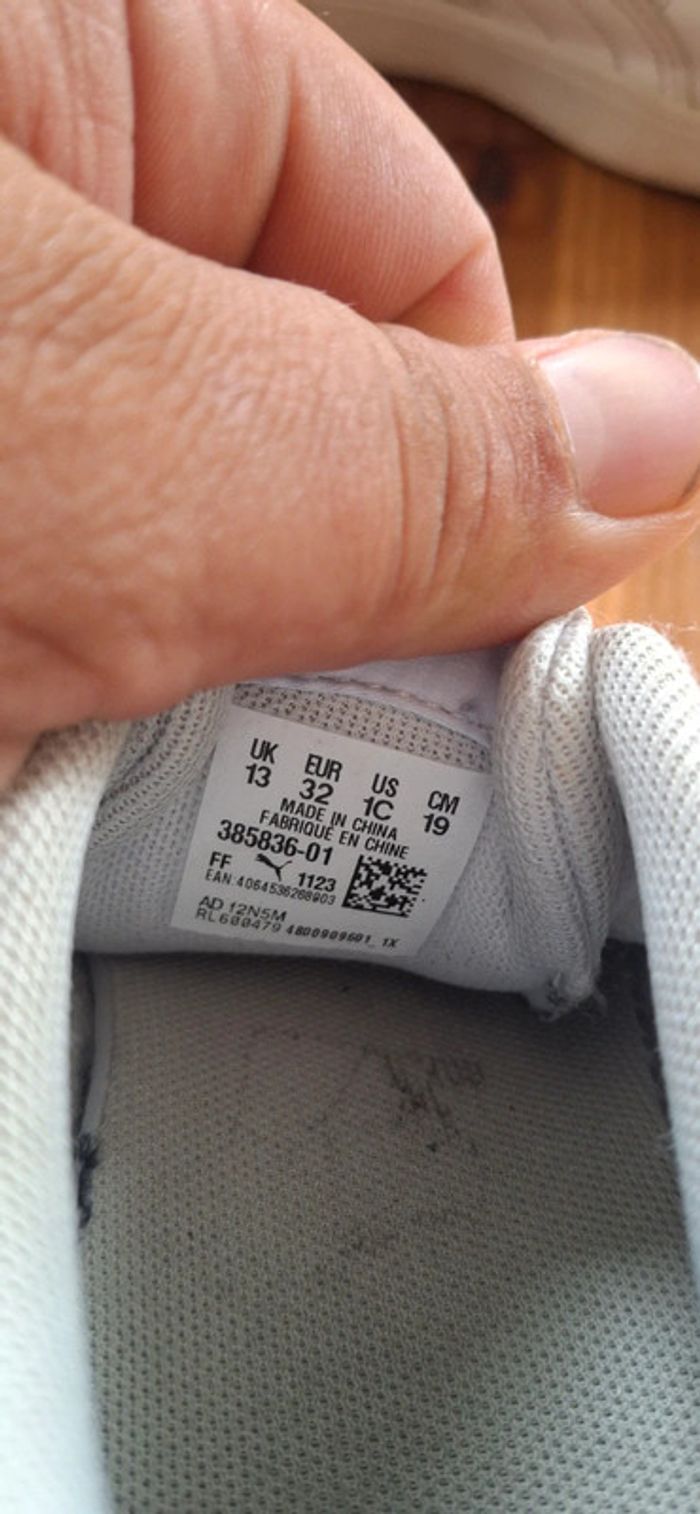 UK EUR US CM
13 32 1C 19
MADE IN CHINA
FABRIQUÉ EN CHINE
385836-01
FF 1123
EAN:4064536268903
AD 12N5M
RL600479 4800909601_1X